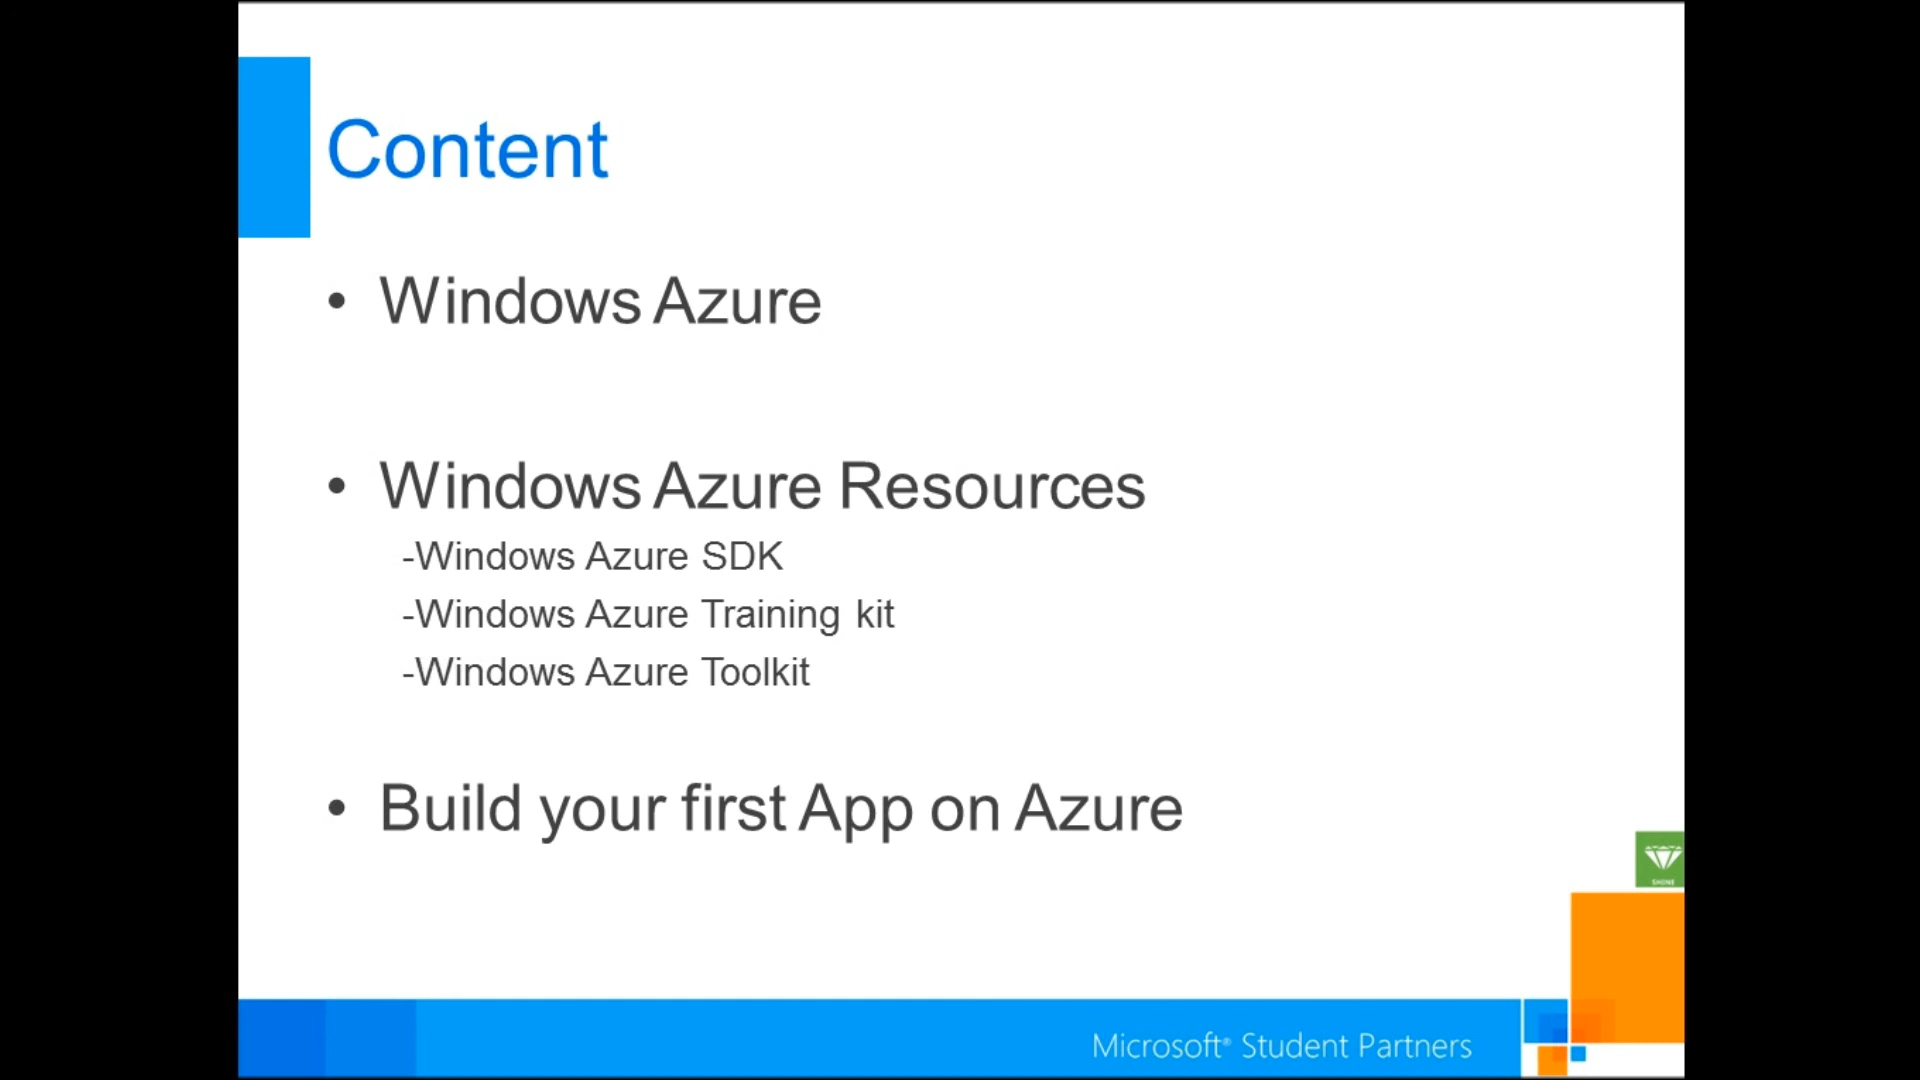 Content
• Windows Azure
• Windows Azure Resources
-Windows Azure SDK
-Windows Azure Training kit
-Windows Azure Toolkit
• Build your first App on Azure
SHINE
Microsoft® Student Partners